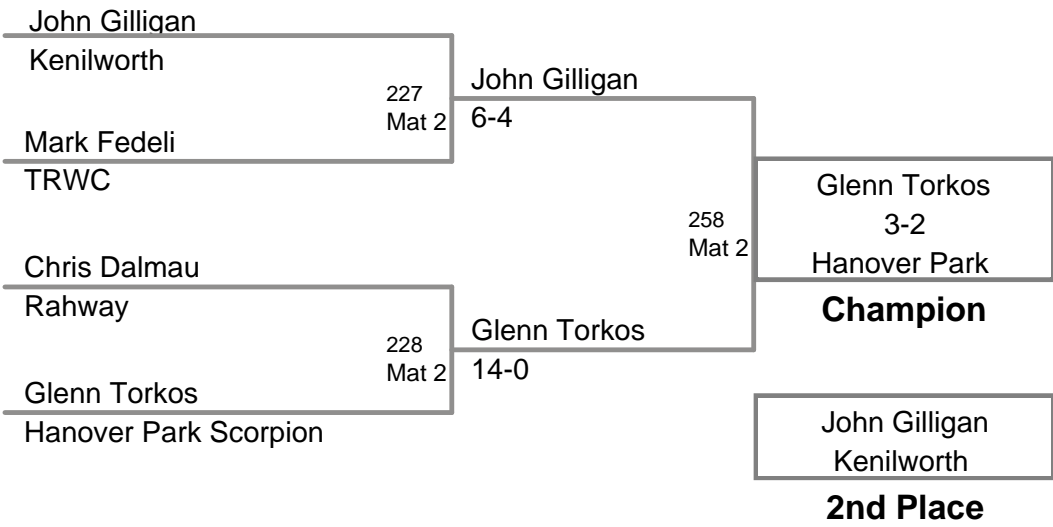 John Gilligan
Kenilworth
227
Mat 2
John Gilligan
6-4
Mark Fedeli
TRWC
Glenn Torkos
3-2
Hanover Park
Champion
258
Mat 2
Chris Dalmau
Rahway
228
Mat 2
Glenn Torkos
14-0
Glenn Torkos
Hanover Park Scorpion
John Gilligan
Kenilworth
2nd Place